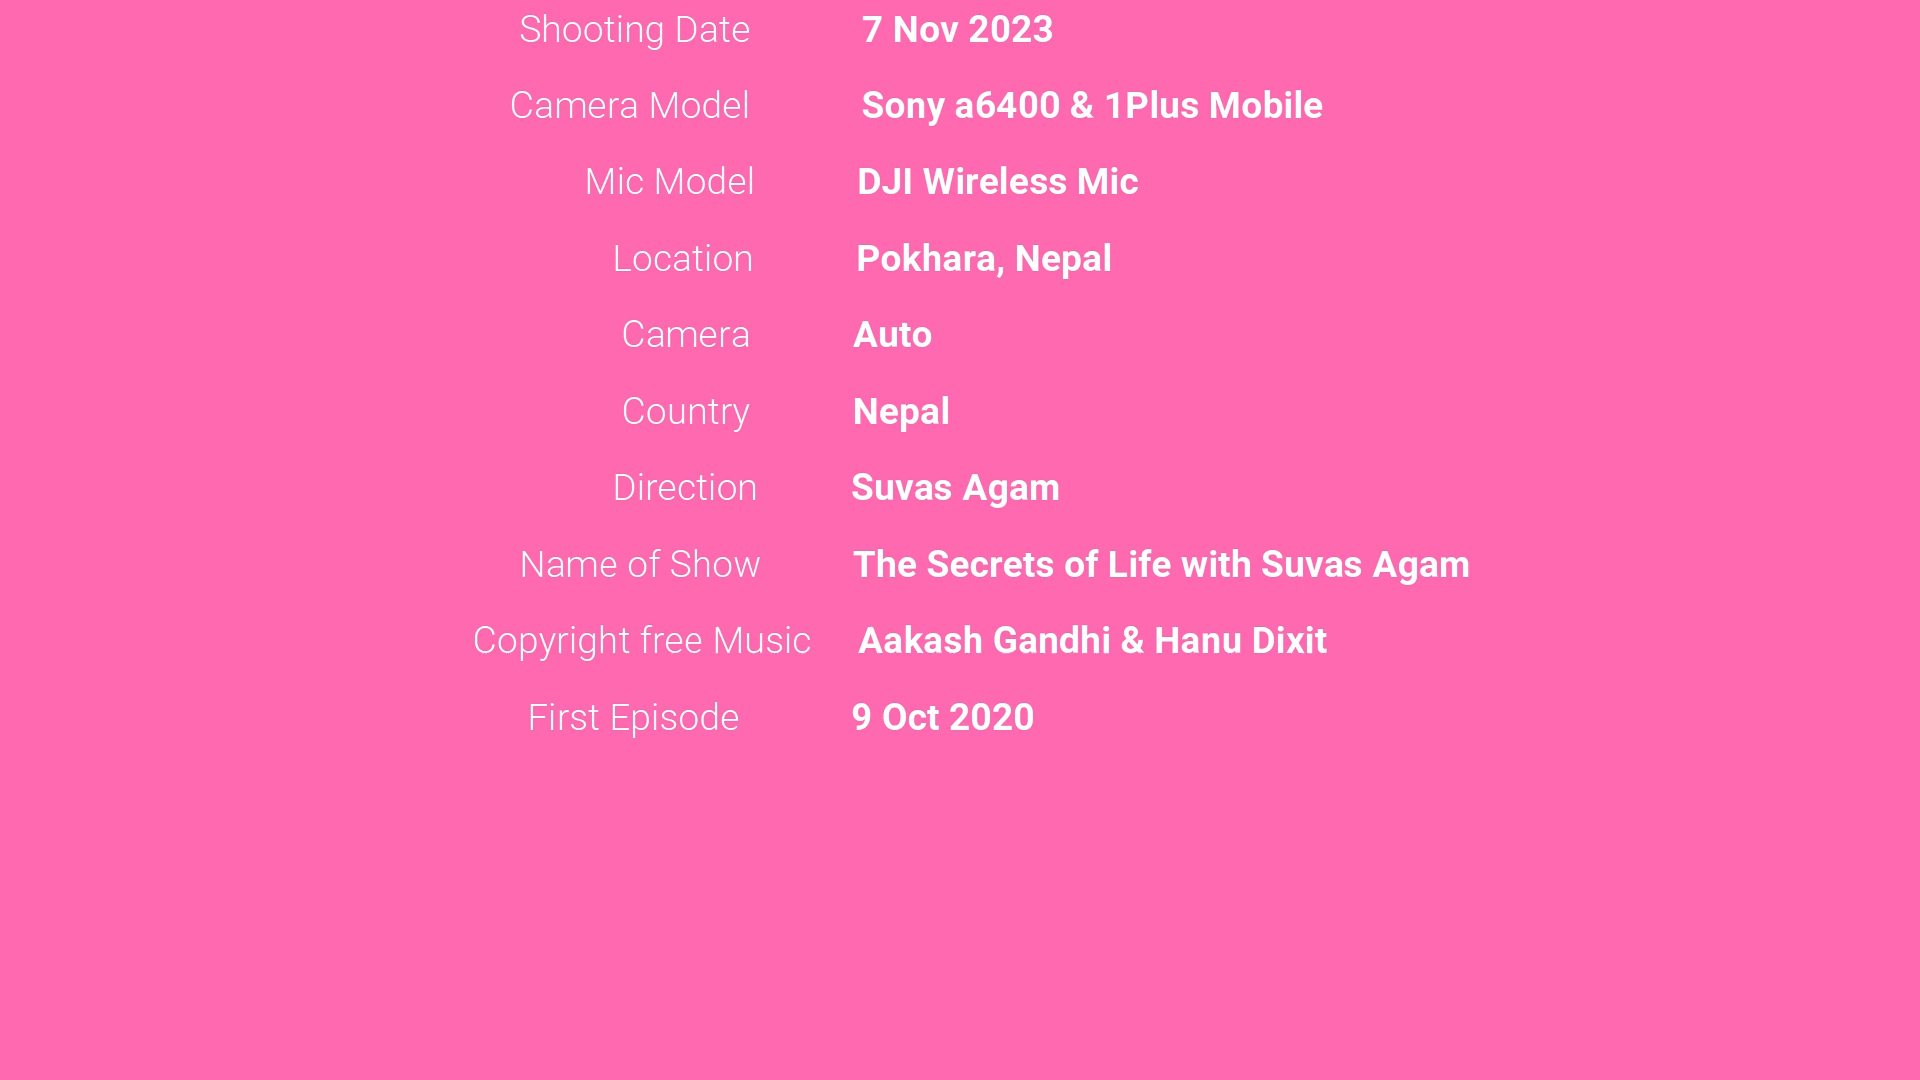 Shooting Date 7 Nov 2023
Camera Model Sony a6400 & 1Plus Mobile
Mic Model DJI Wireless Mic
Location Pokhara, Nepal
Camera Auto
Country Nepal
Direction Suvas Agam
Name of Show The Secrets of Life with Suvas Agam
Copyright free Music Aakash Gandhi & Hanu Dixit
First Episode 9 Oct 2020